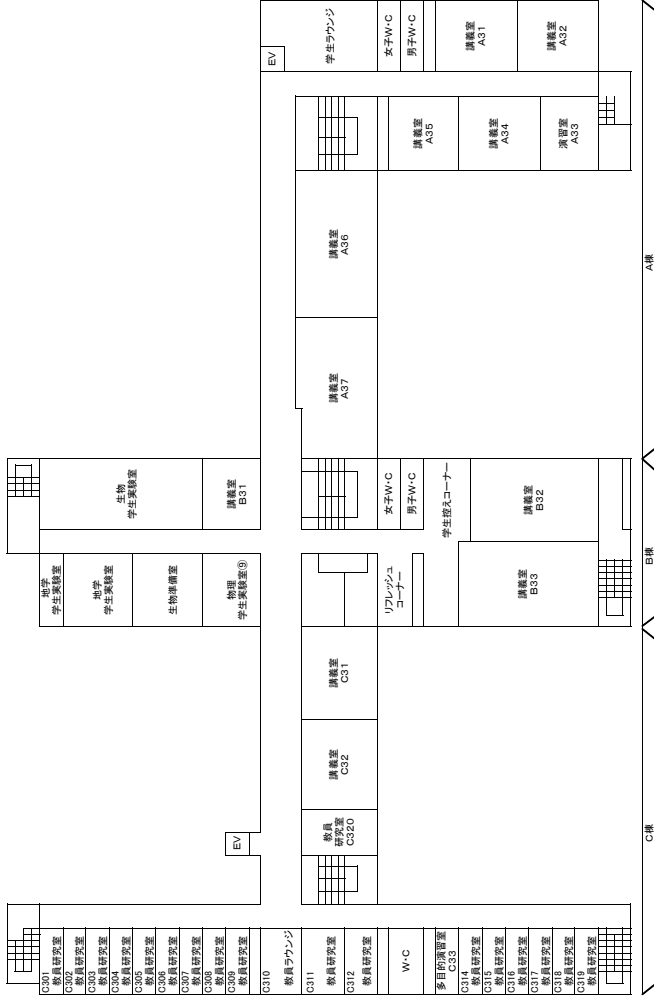 EV
学生ラウンジ
女子W・C
男子W・C
講義室
A31
講義室
A32
講義室
A35
講義室
A34
演習室
A33
講義室
A36
講義室
A37
A棟
生物
学生実験室
講義室
B31
女子W・C
男子W・C
学生控えコーナー
講義室
B32
地学
学生実験室
地学
学生実験室
生物準備室
物理
学生実験室⑨
リフレッシュ
コーナー
講義室
B33
B棟
講義室
C31
講義室
C32
EV
教員
研究室
C320
C棟
C301
教員研究室
C302
教員研究室
C303
教員研究室
C304
教員研究室
C305
教員研究室
C306
教員研究室
C307
教員研究室
C308
教員研究室
C309
教員研究室
C310
教員ラウンジ
C311
教員研究室
C312
教員研究室
W・C
多目的演習室
C33
C314
教員研究室
C315
教員研究室
C316
教員研究室
C317
教員研究室
C318
教員研究室
C319
教員研究室